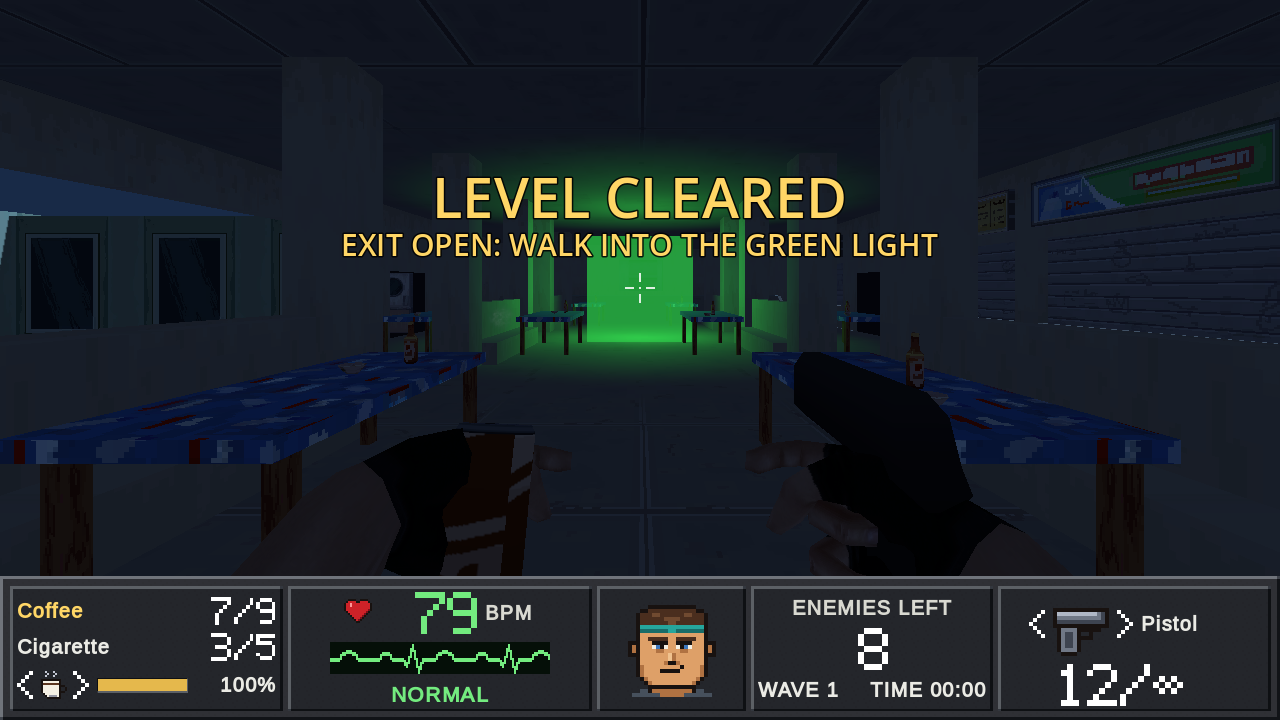 LEVEL CLEARED
EXIT OPEN: WALK INTO THE GREEN LIGHT
Coffee 7/9
Cigarette 3/5
100%
79 BPM
NORMAL
ENEMIES LEFT
8
WAVE 1 TIME 00:00
Pistol
12/∞